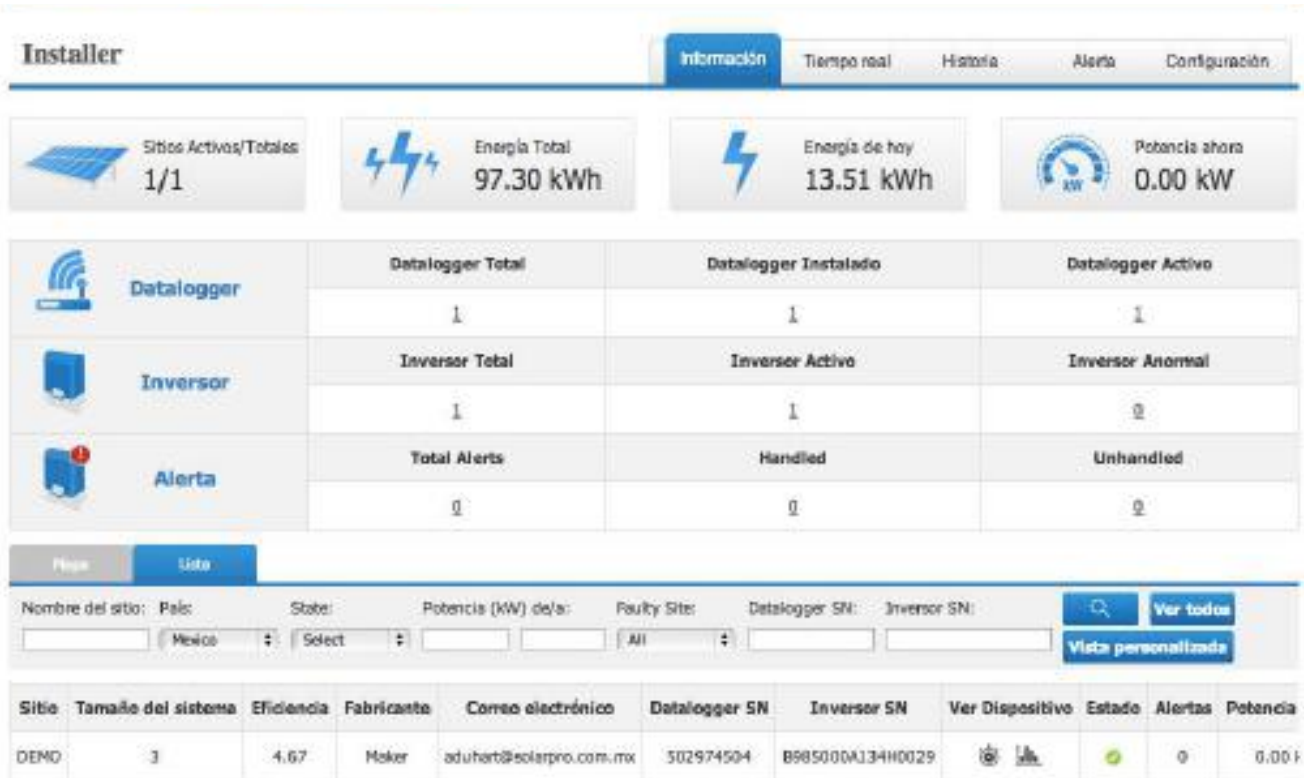 Installer
Información Tiempo real Historia Alerta Configuración
Sitios Activos/Totales
1/1
Energía Total
97.30 kWh
Energía de hoy
13.51 kWh
Potencia ahora
0.00 kW
kW
Datalogger
Datalogger Total Datalogger Instalado Datalogger Activo
1 1 1
Inversor
Inversor Total Inversor Activo Inversor Anormal
1 1 0
Alerta
Total Alerts Handled Unhandled
0 0 0
Mapa Lista
Nombre del sitio: País: State: Potencia (kW) de/a: Faulty Site: Datalogger SN: Inversor SN:
Mexico Select All
Ver todos
Vista personalizada
Sitio Tamaño del sistema Eficiencia Fabricante Correo electrónico Datalogger SN Inversor SN Ver Dispositivo Estado Alertas Potencia
DEMO 3 4.67 Maker aduhart@solarpro.com.mx 502974504 B985000A134H0029 0 0.00